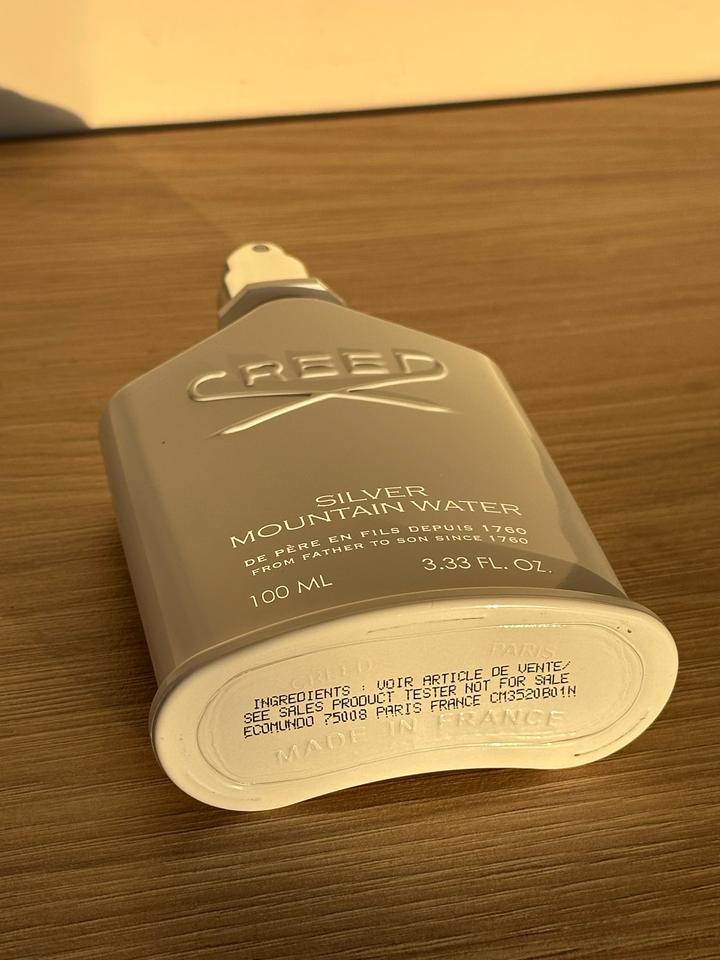 CREED
SILVER
MOUNTAIN WATER
DE PÈRE EN FILS DEPUIS 1760
FROM FATHER TO SON SINCE 1760
100 ML 3.33 FL. OZ.
CREED PARIS
INGREDIENTS : VOIR ARTICLE DE VENTE/
SEE SALES PRODUCT TESTER NOT FOR SALE
ECOMUNDO 75008 PARIS FRANCE CM3520B01N
MADE IN FRANCE